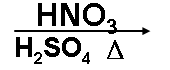 HNO₃
H₂SO₄ Δ